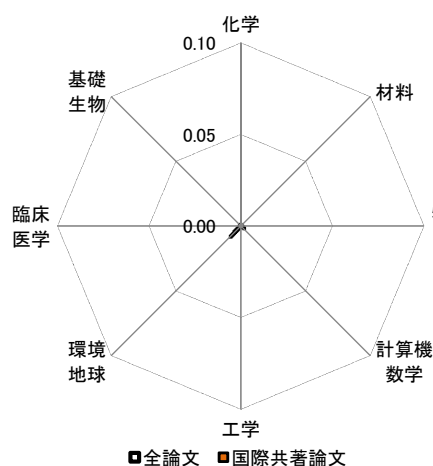 化学
0.10
基礎
生物
材料
0.05
臨床
医学
0.00
環境
地球
計算機
数学
工学
全論文 国際共著論文